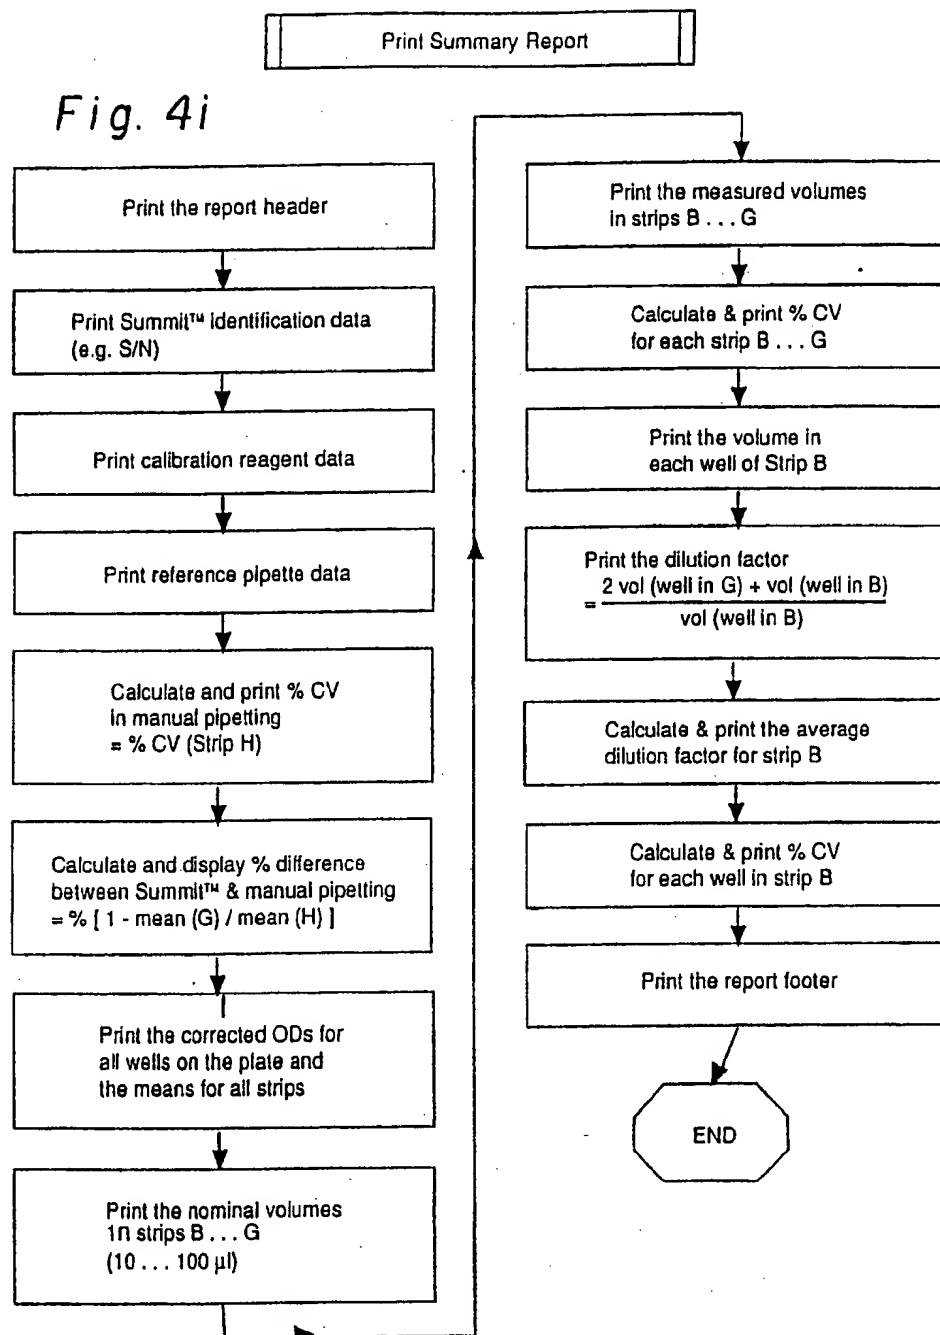 Print Summary Report
Fig. 4i
Print the report header
Print Summit™ identification data
(e.g. S/N)
Print calibration reagent data
Print reference pipette data
Calculate and print % CV
in manual pipetting
= % CV (Strip H)
Calculate and display % difference
between Summit™ & manual pipetting
= % [ 1 - mean (G) / mean (H) ]
Print the corrected ODs for
all wells on the plate and
the means for all strips
Print the nominal volumes
1n strips B . . . G
(10 . . . 100 µl)
Print the measured volumes
in strips B . . . G
Calculate & print % CV
for each strip B . . . G
Print the volume in
each well of Strip B
Print the dilution factor
= 2 vol (well in G) + vol (well in B)
vol (well in B)
Calculate & print the average
dilution factor for strip B
Calculate & print % CV
for each well in strip B
Print the report footer
END